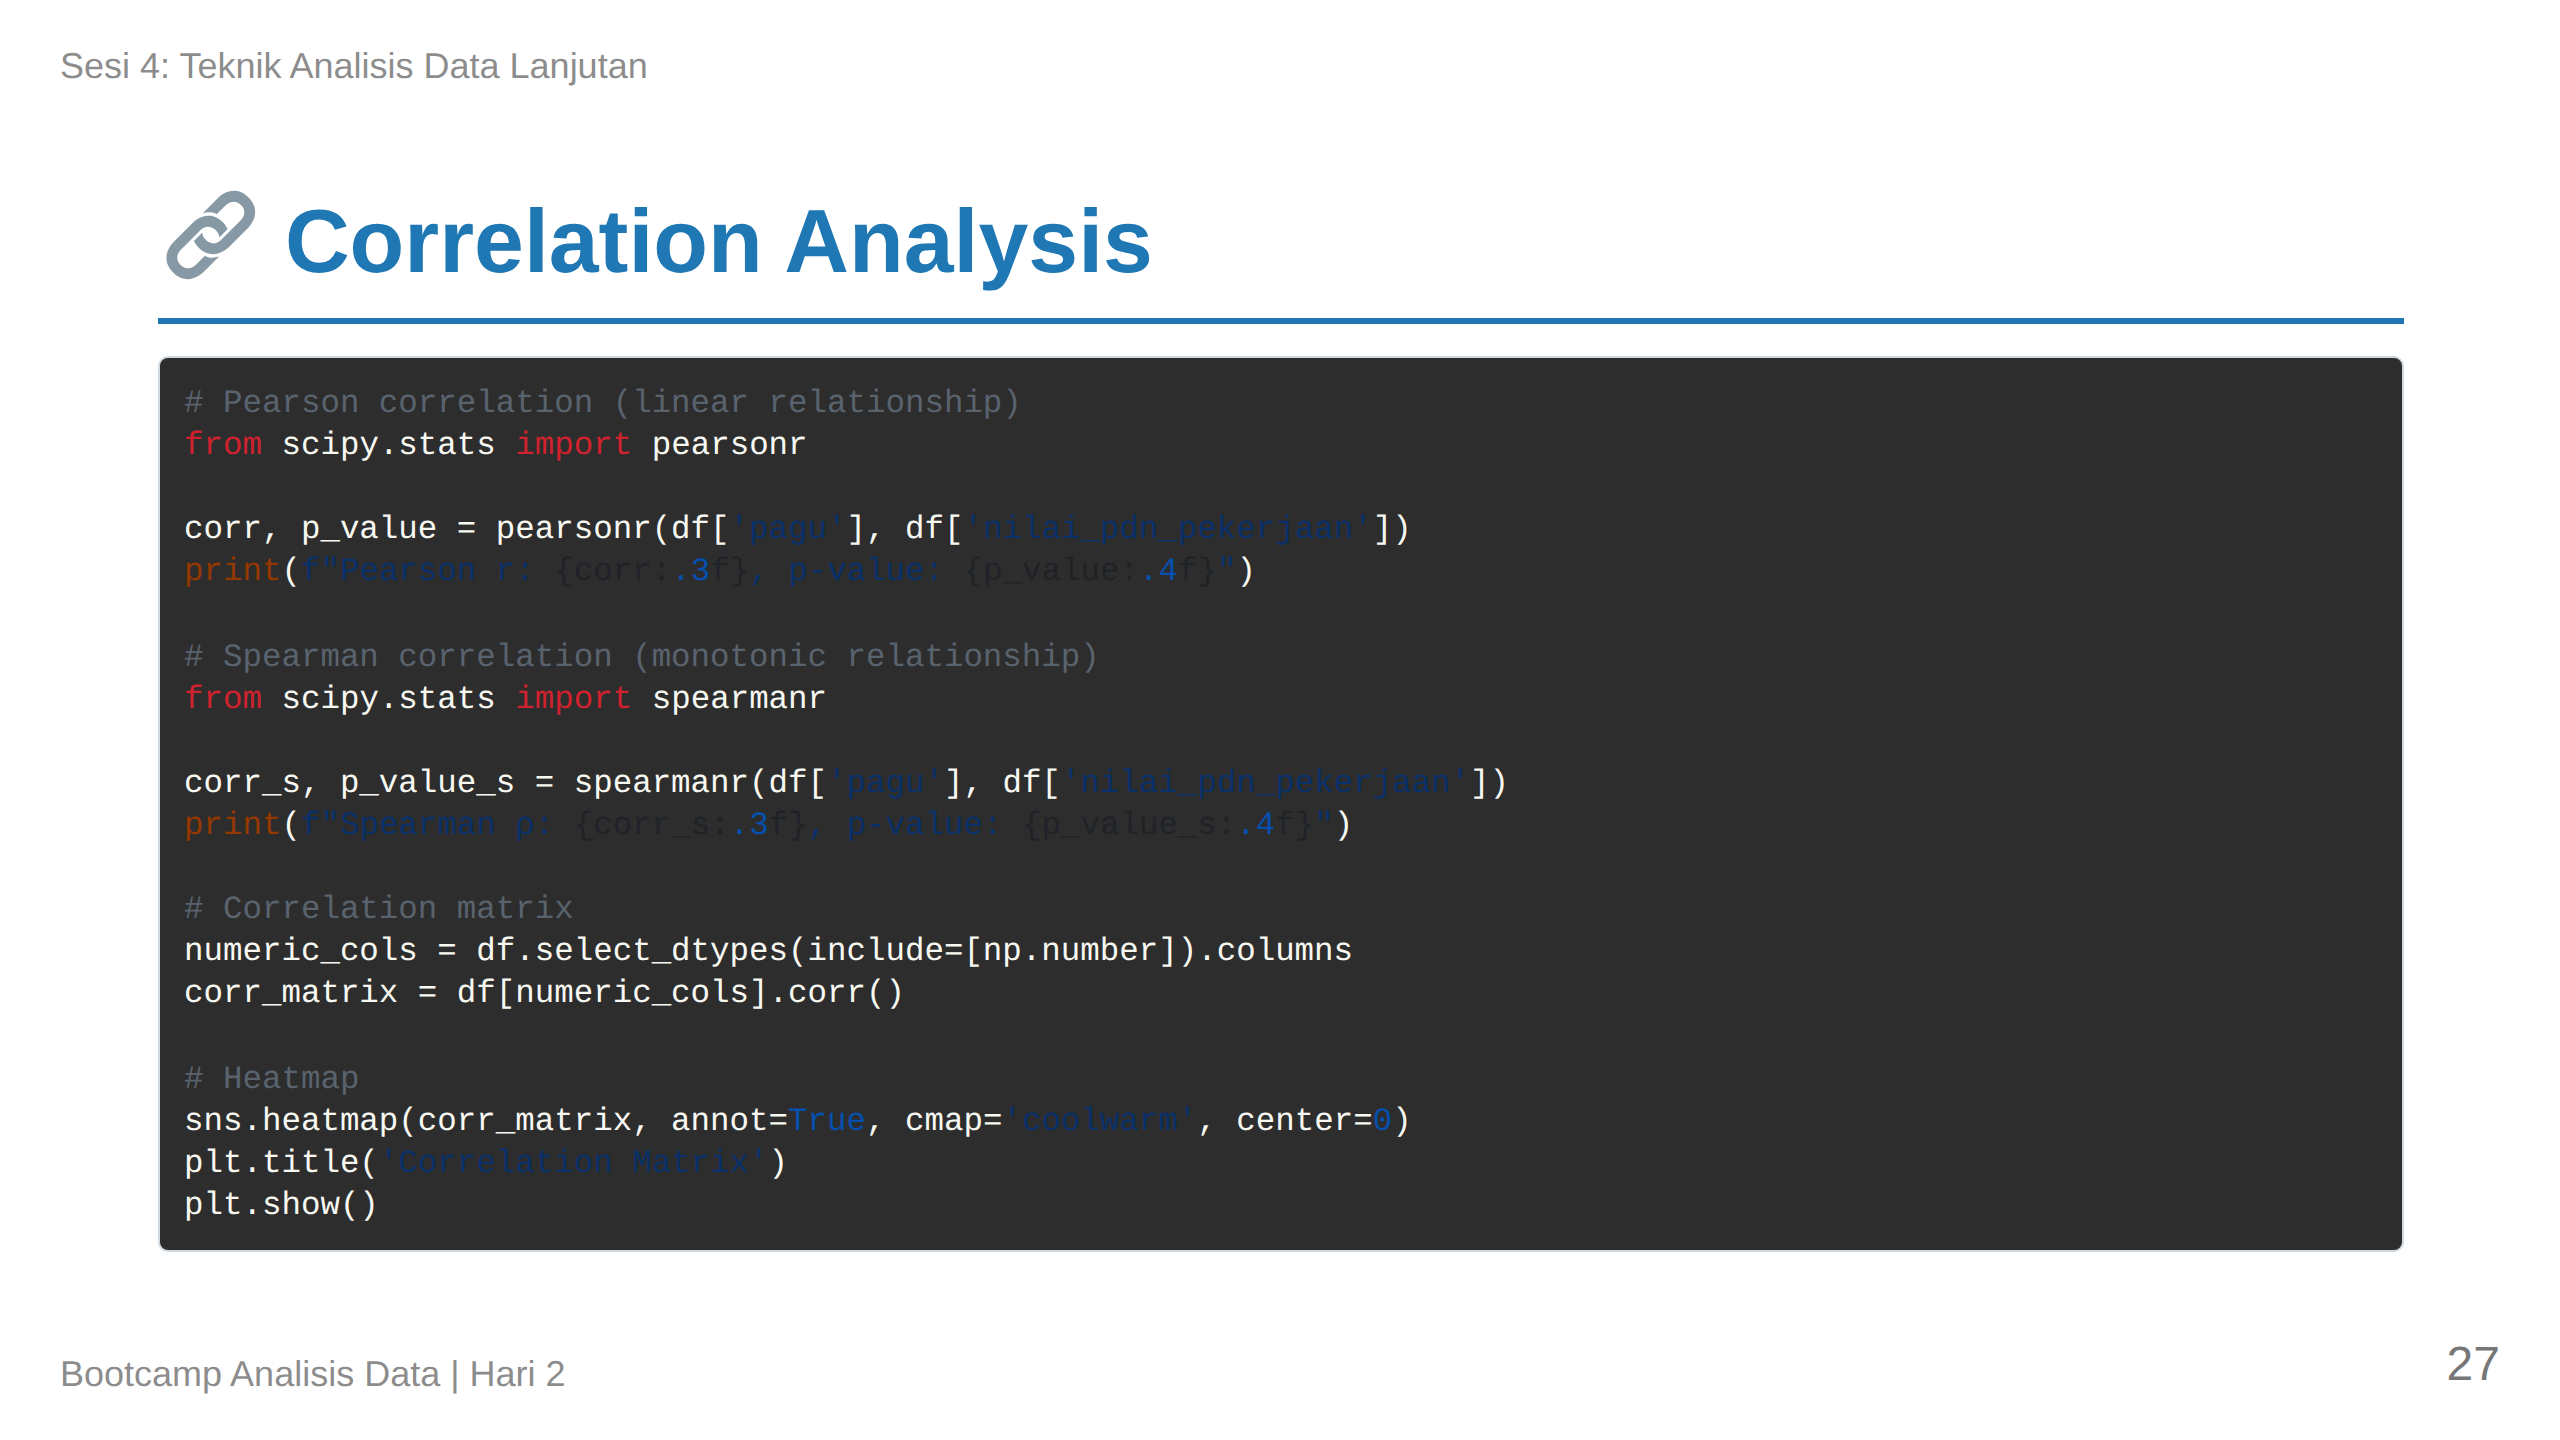 Sesi 4: Teknik Analisis Data Lanjutan
Correlation Analysis
# Pearson correlation (linear relationship)
from scipy.stats import pearsonr
corr, p_value = pearsonr(df['pagu'], df['nilai_pdn_pekerjaan'])
print(f"Pearson r: {corr:.3f}, p-value: {p_value:.4f}")
# Spearman correlation (monotonic relationship)
from scipy.stats import spearmanr
corr_s, p_value_s = spearmanr(df['pagu'], df['nilai_pdn_pekerjaan'])
print(f"Spearman ρ: {corr_s:.3f}, p-value: {p_value_s:.4f}")
# Correlation matrix
numeric_cols = df.select_dtypes(include=[np.number]).columns
corr_matrix = df[numeric_cols].corr()
# Heatmap
sns.heatmap(corr_matrix, annot=True, cmap='coolwarm', center=0)
plt.title('Correlation Matrix')
plt.show()
Bootcamp Analisis Data | Hari 2
27